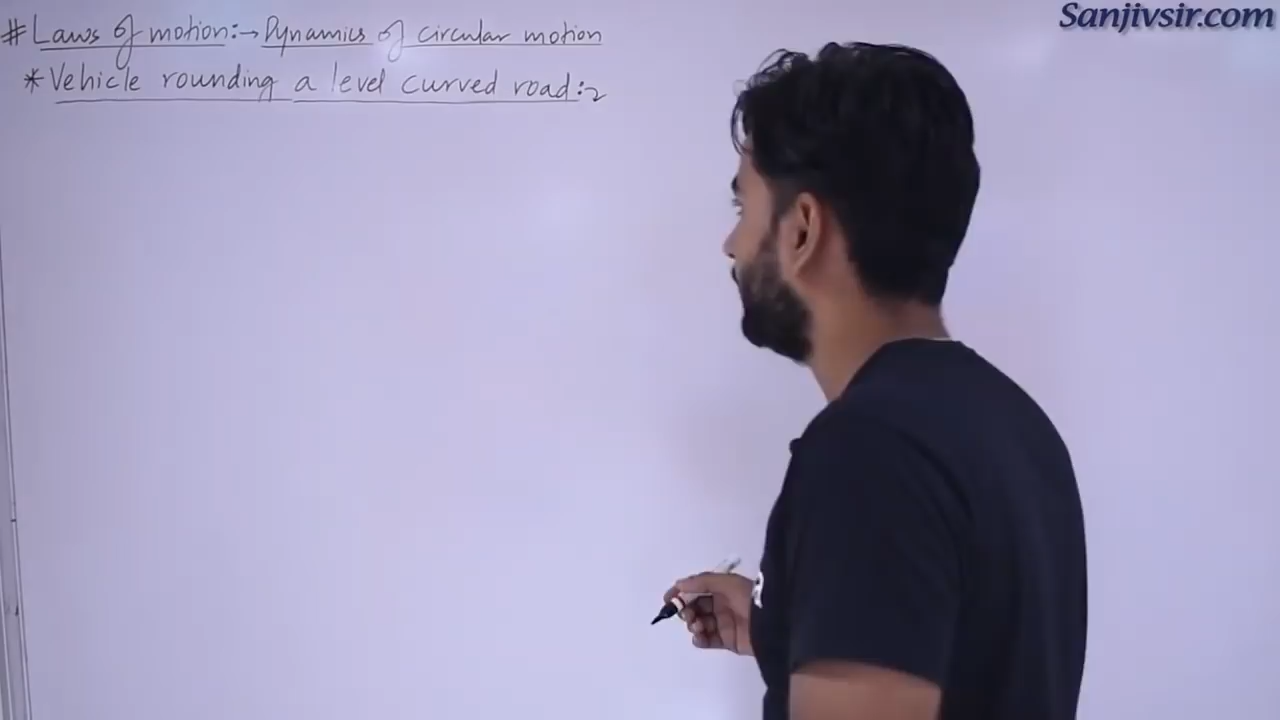 Sanjivsir.com
# Laws of motion:→ Dynamics of circular motion
* Vehicle rounding a level curved road:-